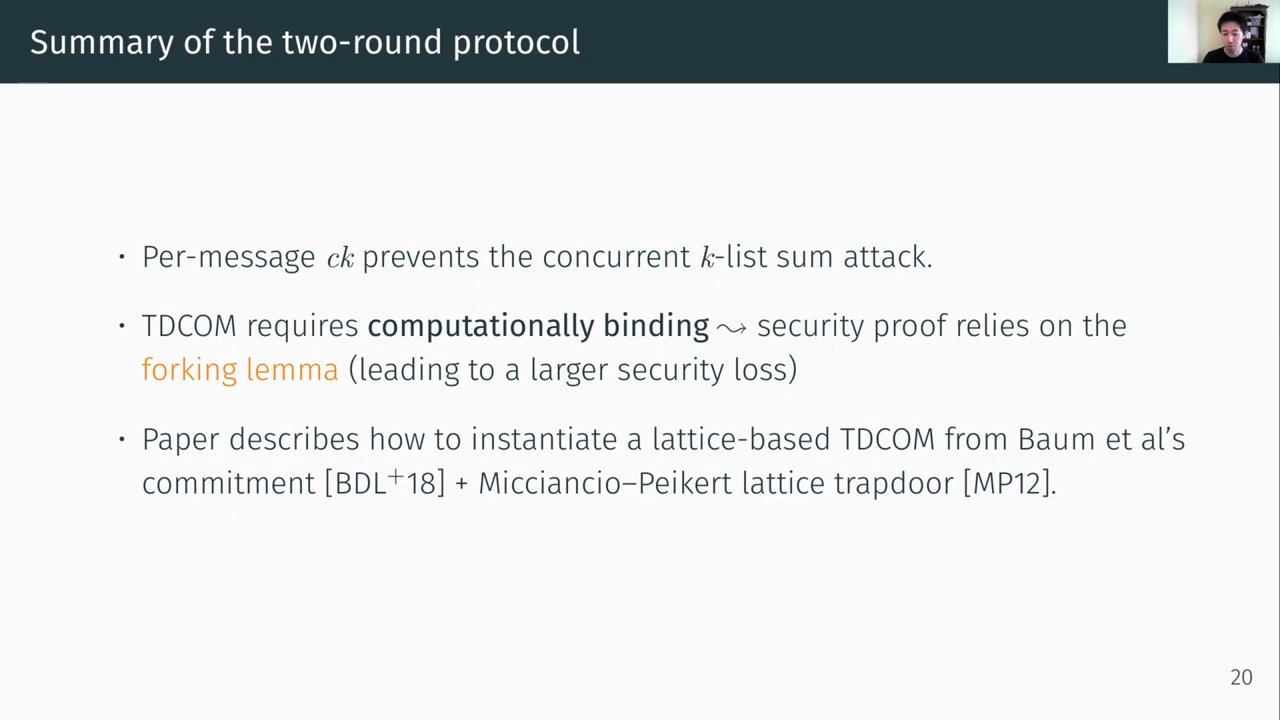 Summary of the two-round protocol
· Per-message ck prevents the concurrent k-list sum attack.
· TDCOM requires computationally binding ⇝ security proof relies on the
forking lemma (leading to a larger security loss)
· Paper describes how to instantiate a lattice-based TDCOM from Baum et al’s
commitment [BDL⁺18] + Micciancio–Peikert lattice trapdoor [MP12].
20